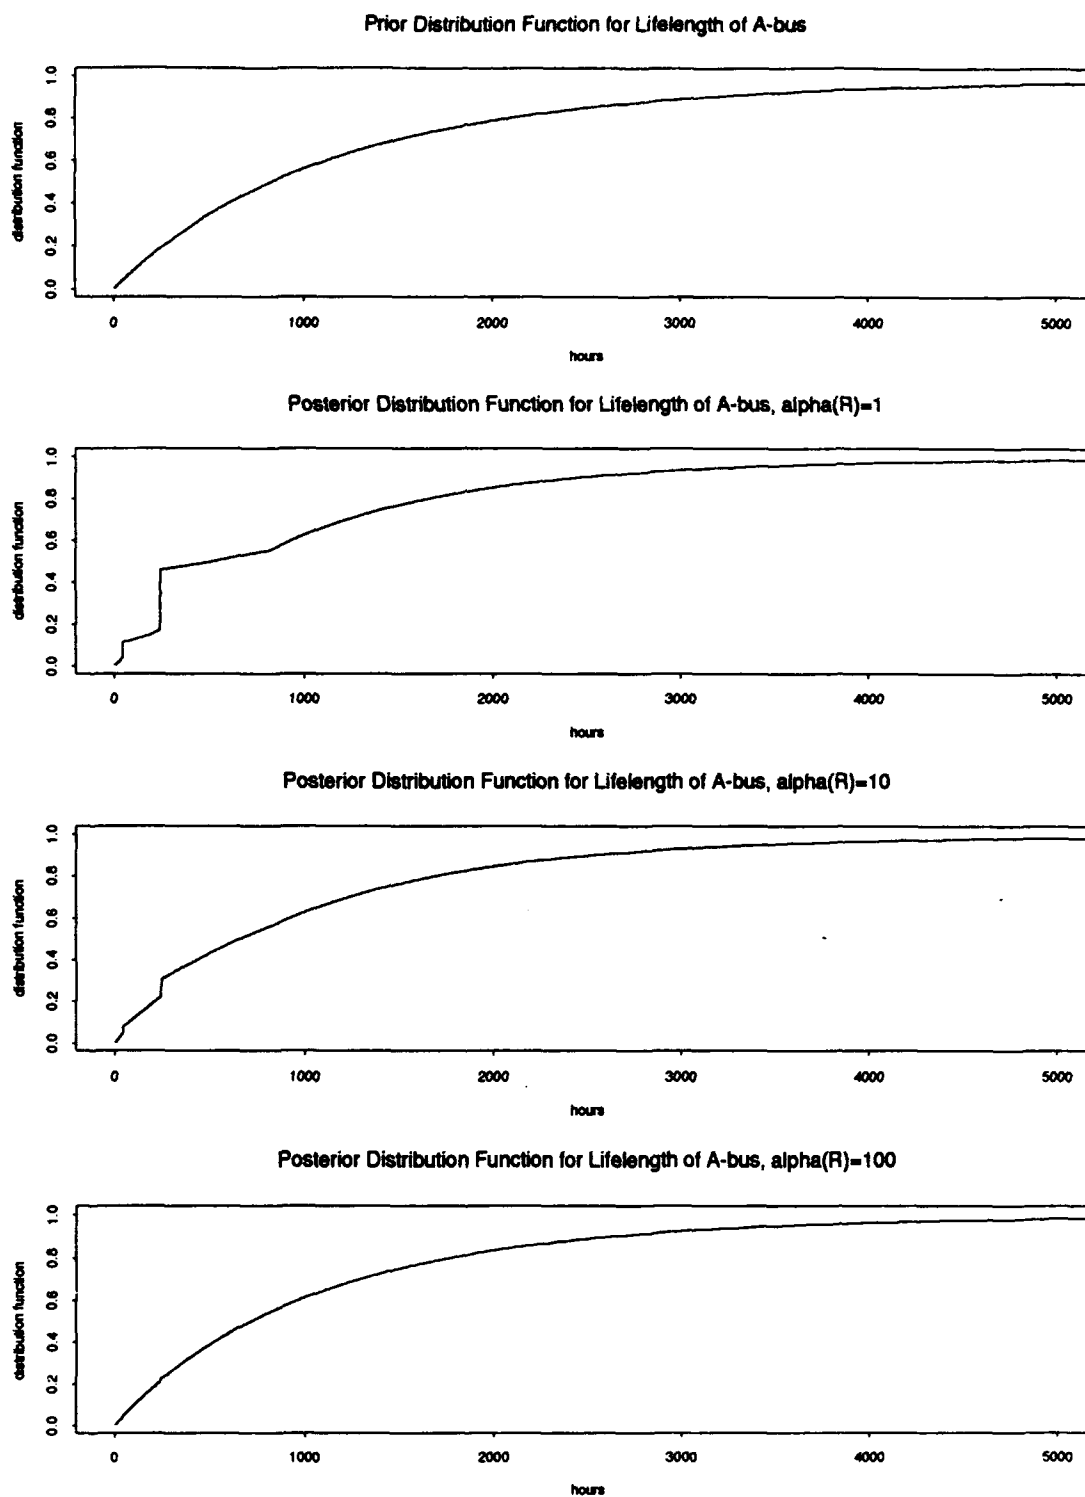 Prior Distribution Function for Lifelength of A-bus
distribution function
0.0 0.2 0.4 0.6 0.8 1.0
0 1000 2000 3000 4000 5000
hours
Posterior Distribution Function for Lifelength of A-bus, alpha(R)=1
distribution function
0.0 0.2 0.4 0.6 0.8 1.0
0 1000 2000 3000 4000 5000
hours
Posterior Distribution Function for Lifelength of A-bus, alpha(R)=10
distribution function
0.0 0.2 0.4 0.6 0.8 1.0
0 1000 2000 3000 4000 5000
hours
Posterior Distribution Function for Lifelength of A-bus, alpha(R)=100
distribution function
0.0 0.2 0.4 0.6 0.8 1.0
0 1000 2000 3000 4000 5000
hours